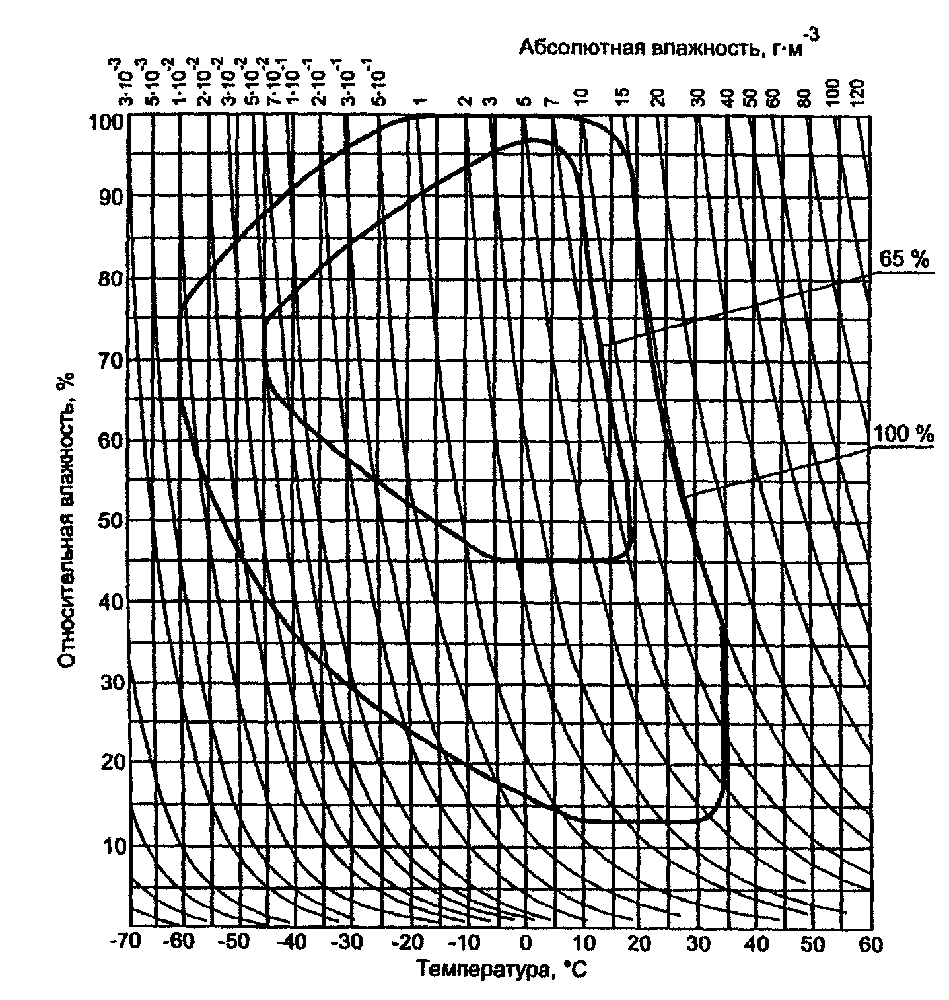 Абсолютная влажность, г·м⁻³
3·10⁻³ 5·10⁻³ 1·10⁻² 2·10⁻² 3·10⁻² 5·10⁻² 7·10⁻² 1·10⁻¹ 2·10⁻¹ 3·10⁻¹ 5·10⁻¹ 1 2 3 5 7 10 15 20 30 40 50 60 80 100 120
100
90
65 %
80
70
Относительная влажность, %
60
100 %
50
40
30
20
10
-70 -60 -50 -40 -30 -20 -10 0 10 20 30 40 50 60
Температура, °С